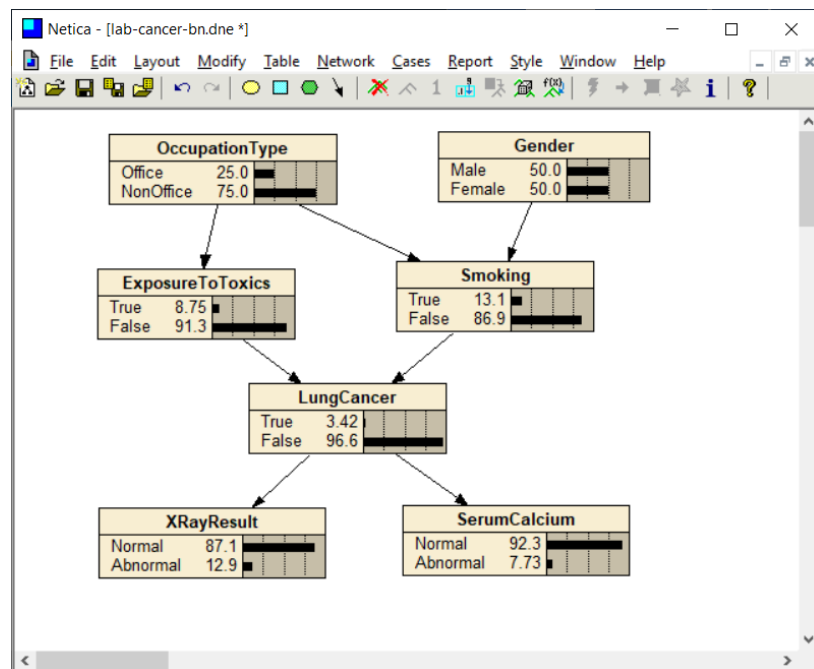 Netica - [lab-cancer-bn.dne *]
File Edit Layout Modify Table Network Cases Report Style Window Help
1 f(x) i ?
OccupationType
Office 25.0
NonOffice 75.0
Gender
Male 50.0
Female 50.0
ExposureToToxics
True 8.75
False 91.3
Smoking
True 13.1
False 86.9
LungCancer
True 3.42
False 96.6
XRayResult
Normal 87.1
Abnormal 12.9
SerumCalcium
Normal 92.3
Abnormal 7.73